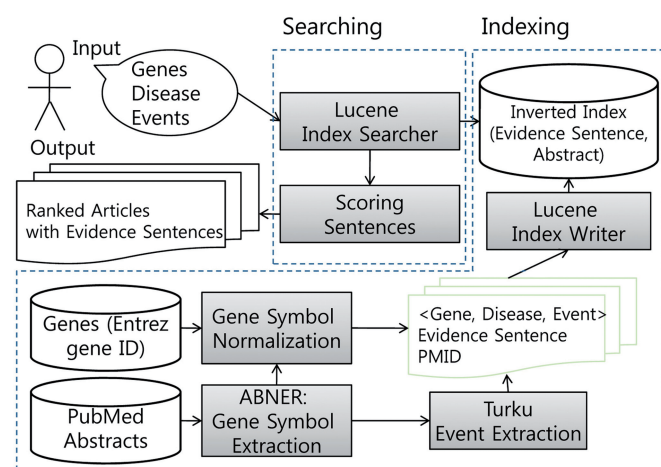 Searching
Indexing
Input
Genes
Disease
Events
Output
Lucene
Index Searcher
Inverted Index
(Evidence Sentence,
Abstract)
Ranked Articles
with Evidence Sentences
Scoring
Sentences
Lucene
Index Writer
Genes (Entrez
gene ID)
Gene Symbol
Normalization
<Gene, Disease, Event>
Evidence Sentence
PMID
PubMed
Abstracts
ABNER:
Gene Symbol
Extraction
Turku
Event Extraction